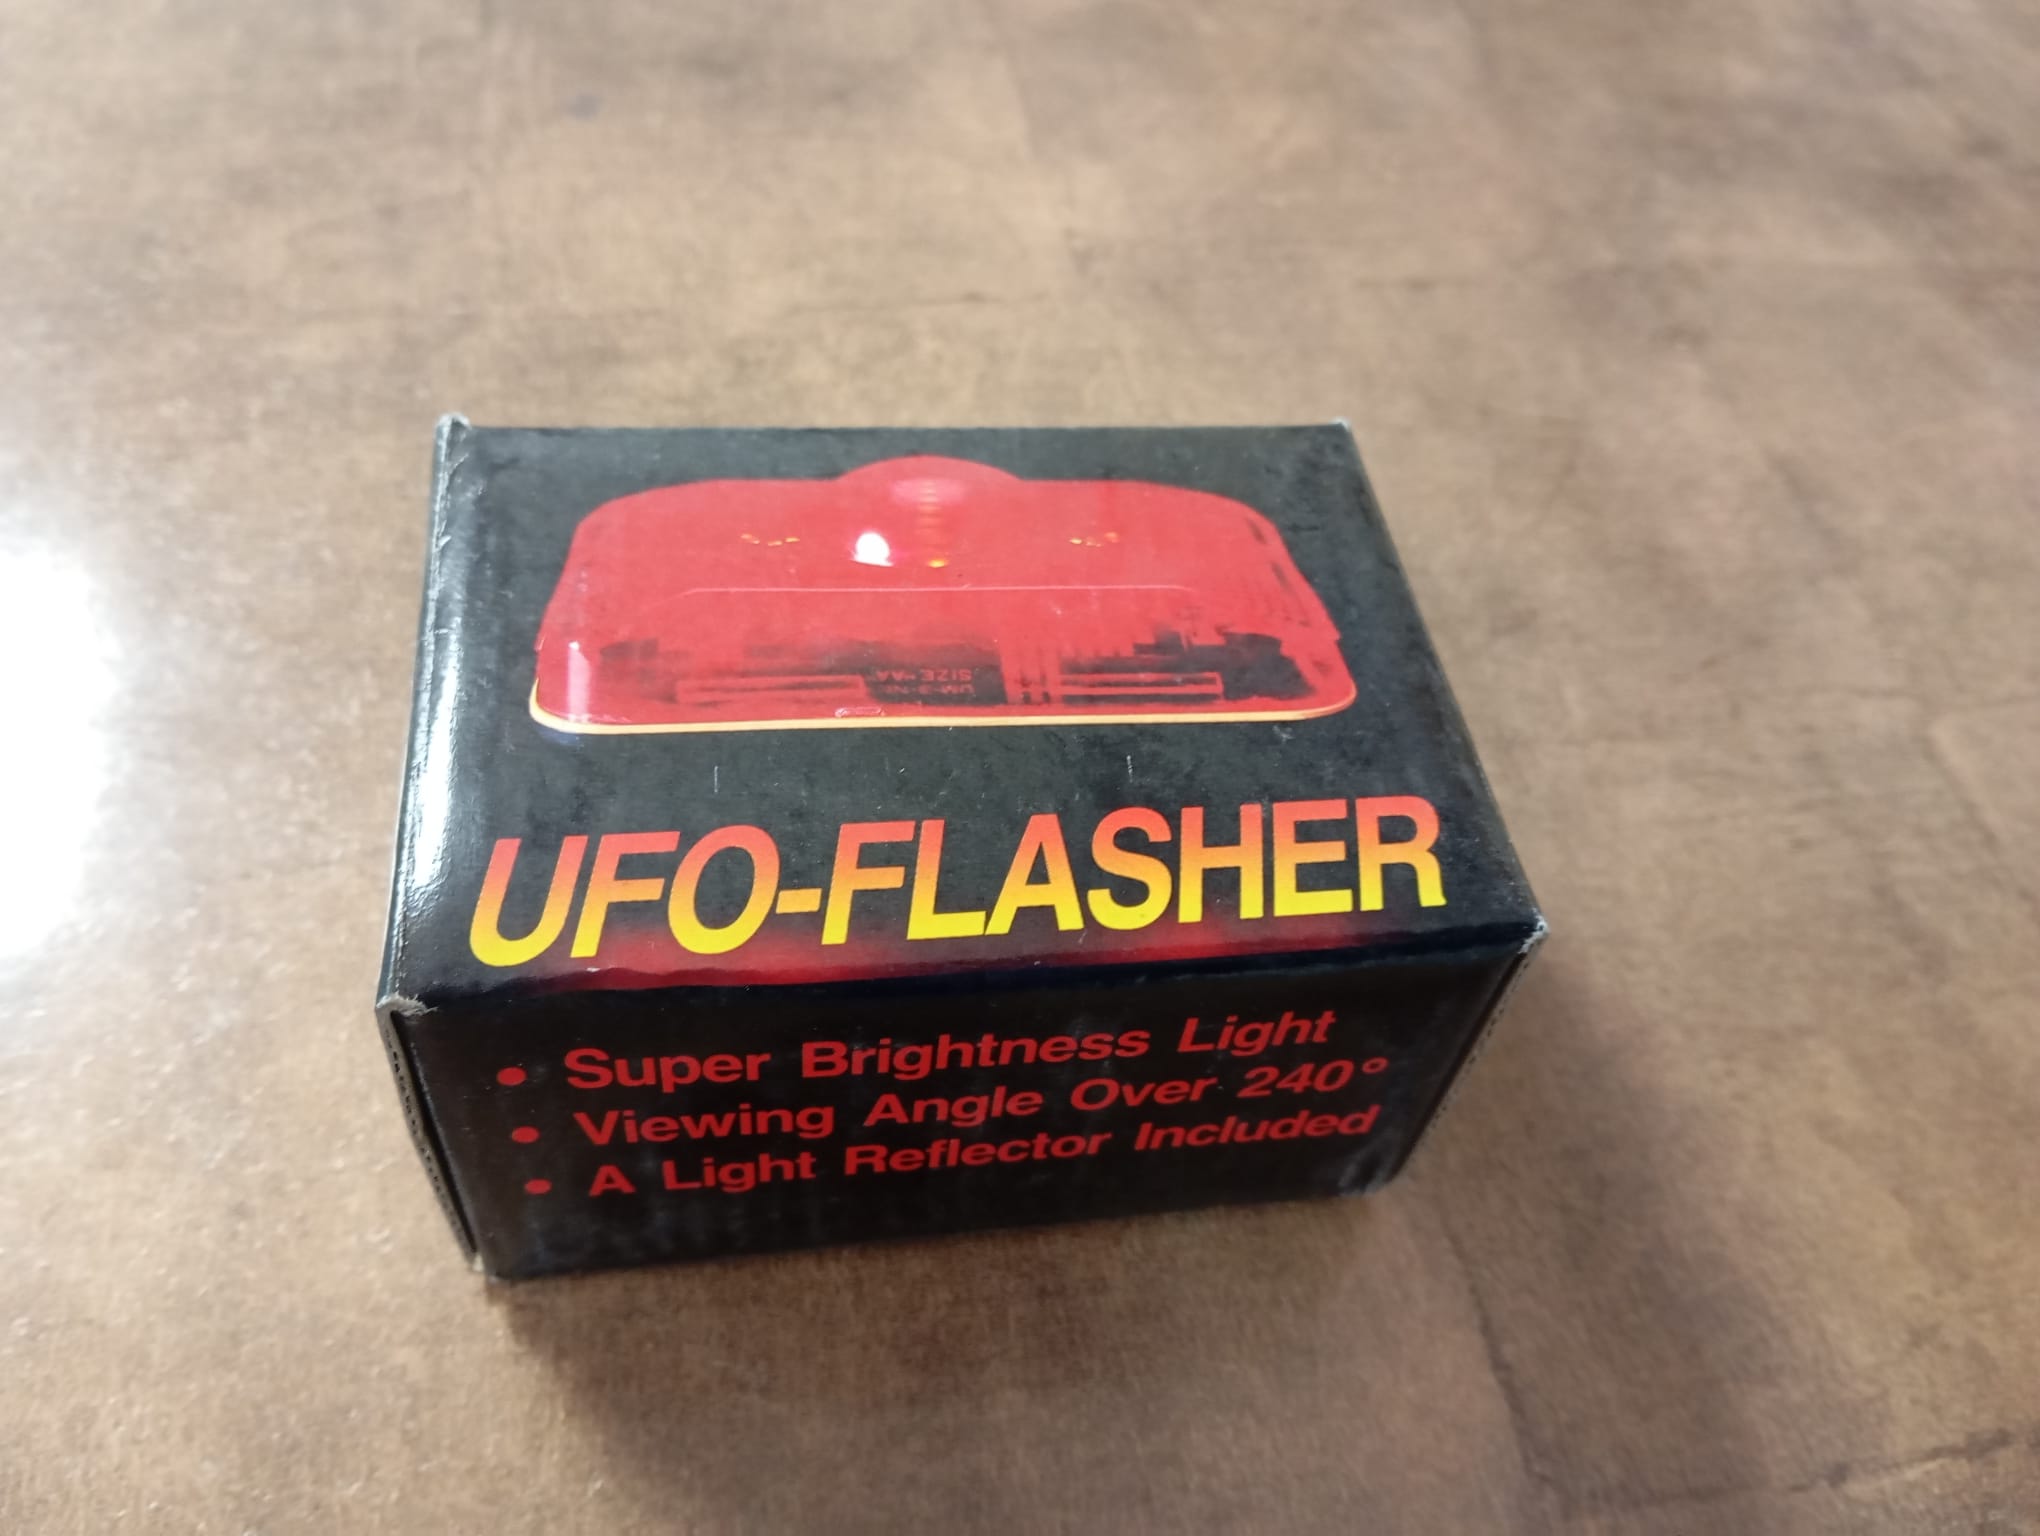 UFO-FLASHER
• Super Brightness Light
• Viewing Angle Over 240°
• A Light Reflector Included